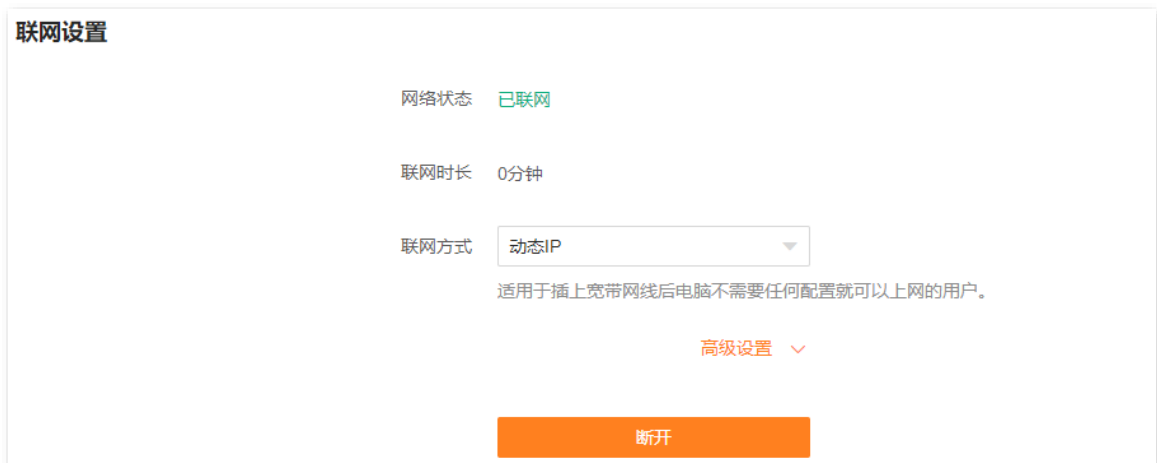 联网设置
网络状态 已联网
联网时长 0分钟
联网方式 动态IP
适用于插上宽带网线后电脑不需要任何配置就可以上网的用户。
高级设置
断开